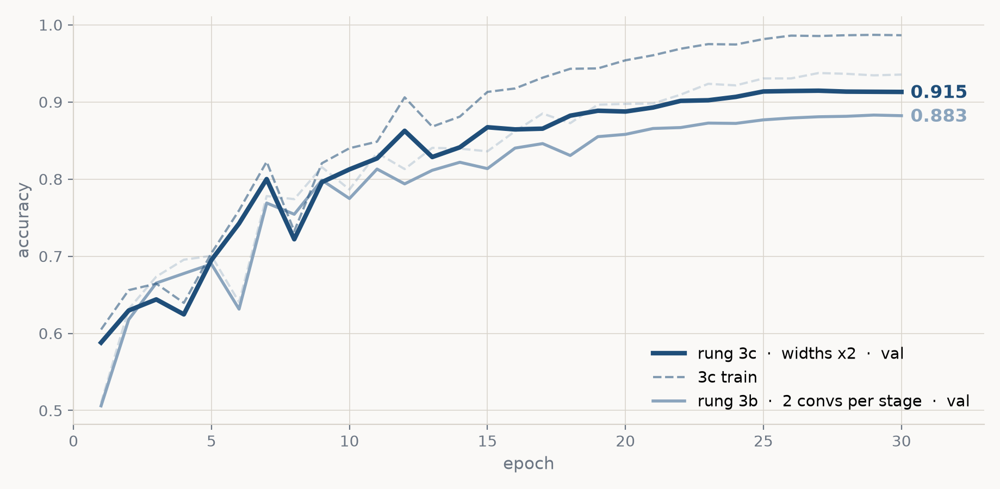 1.0
0.9
0.8
0.7
0.6
0.5
accuracy
0.915
0.883
rung 3c · widths x2 · val
3c train
rung 3b · 2 convs per stage · val
0 5 10 15 20 25 30
epoch